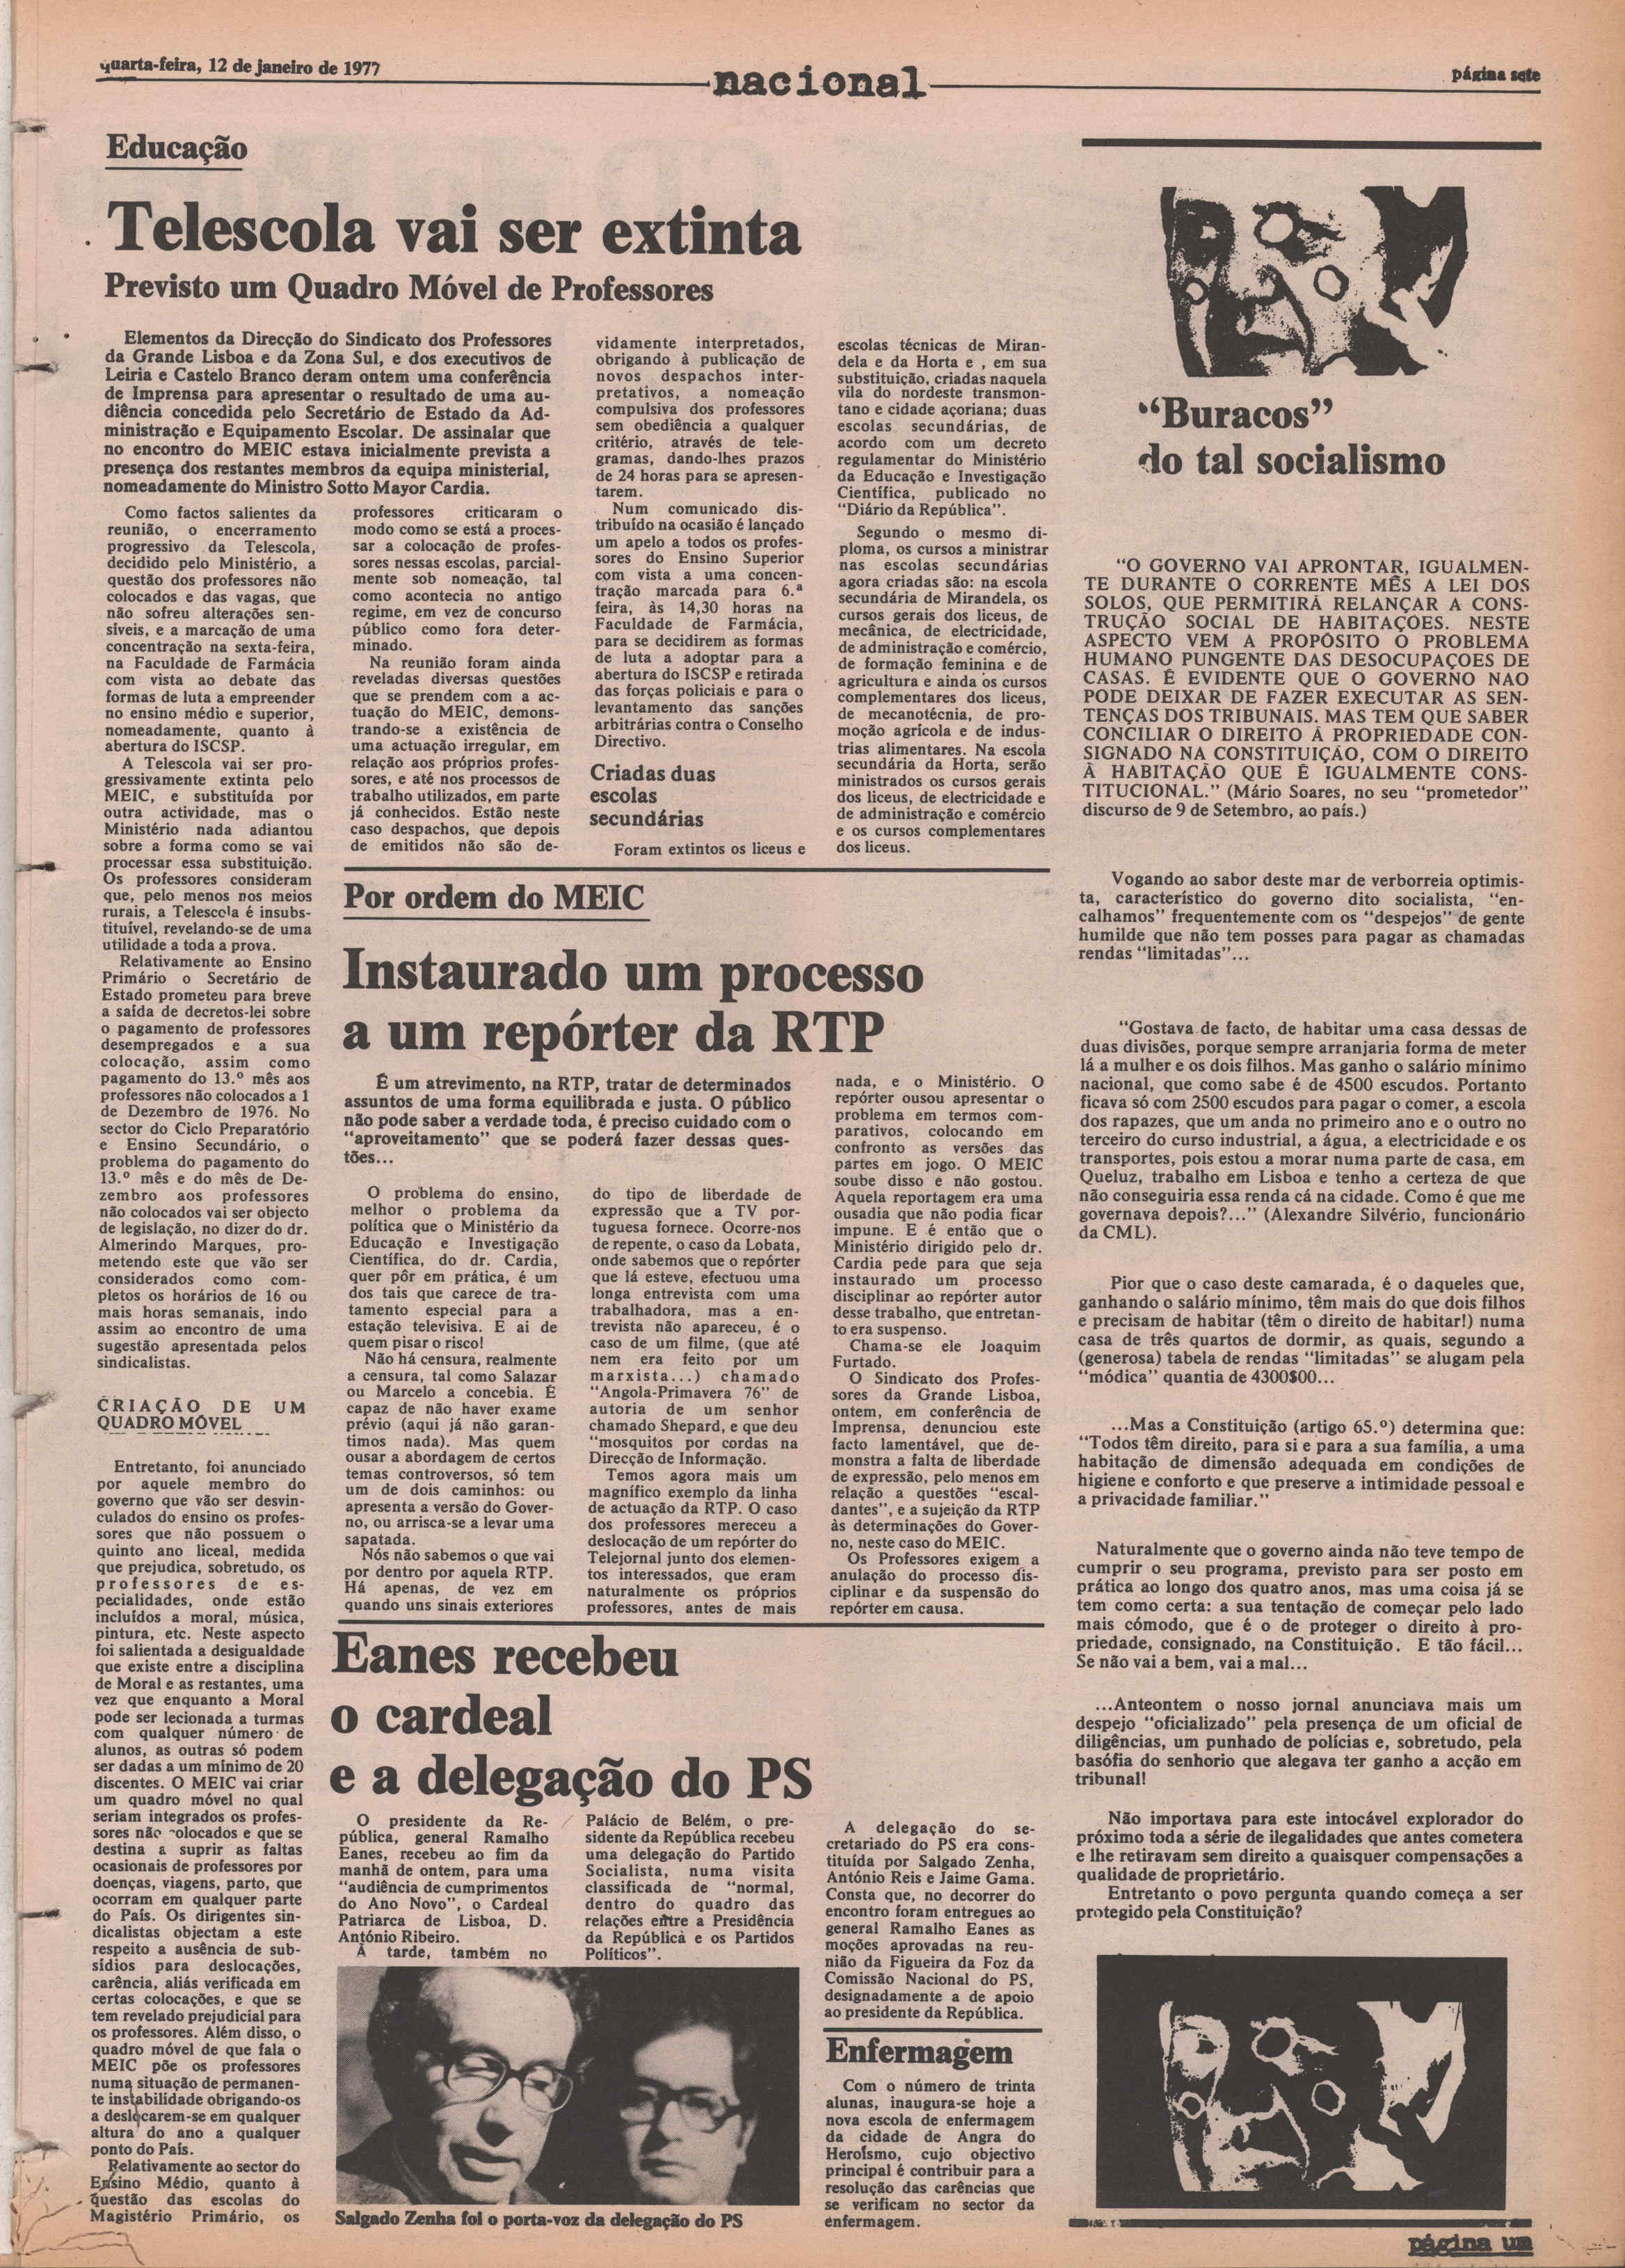 quarta-feira, 12 de janeiro de 1977
nacional
página sete
Educação
Telescola vai ser extinta
Previsto um Quadro Móvel de Professores
Elementos da Direcção do Sindicato dos Professores
da Grande Lisboa e da Zona Sul, e dos executivos de
Leiria e Castelo Branco deram ontem uma conferência
de Imprensa para apresentar o resultado de uma au-
diência concedida pelo Secretário de Estado da Ad-
ministração e Equipamento Escolar. De assinalar que
no encontro do MEIC estava inicialmente prevista a
presença dos restantes membros da equipa ministerial,
nomeadamente do Ministro Sotto Mayor Cardia.
Como factos salientes da
reunião, o encerramento
progressivo da Telescola,
decidido pelo Ministério, a
questão dos professores não
colocados e das vagas, que
não sofreu alterações sen-
síveis, e a marcação de uma
concentração na sexta-feira,
na Faculdade de Farmácia
com vista ao debate das
formas de luta a empreender
no ensino médio e superior,
nomeadamente, quanto à
abertura do ISCSP.
A Telescola vai ser pro-
gressivamente extinta pelo
MEIC, e substituída por
outra actividade, mas o
Ministério nada adiantou
sobre a forma como se vai
processar essa substituição.
Os professores consideram
que, pelo menos nos meios
rurais, a Telescola é insubs-
tituível, revelando-se de uma
utilidade a toda a prova.
Relativamente ao Ensino
Primário o Secretário de
Estado prometeu para breve
a saída de decretos-lei sobre
o pagamento de professores
desempregados e a sua
colocação, assim como
pagamento do 13.º mês aos
professores não colocados a 1
de Dezembro de 1976. No
sector do Ciclo Preparatório
e Ensino Secundário, o
problema do pagamento do
13.º mês e do mês de De-
zembro aos professores
não colocados vai ser objecto
de legislação, no dizer do dr.
Almerindo Marques, pro-
metendo este que vão ser
considerados como com-
pletos os horários de 16 ou
mais horas semanais, indo
assim ao encontro de uma
sugestão apresentada pelos
sindicalistas.
CRIAÇÃO DE UM
QUADRO MÓVEL
Entretanto, foi anunciado
por aquele membro do
governo que vão ser desvin-
culados do ensino os profes-
sores que não possuem o
quinto ano liceal, medida
que prejudica, sobretudo, os
professores de es-
pecialidades, onde estão
incluídos a moral, música,
pintura, etc. Neste aspecto
foi salientada a desigualdade
que existe entre a disciplina
de Moral e as restantes, uma
vez que enquanto a Moral
pode ser lecionada a turmas
com qualquer número de
alunos, as outras só podem
ser dadas a um mínimo de 20
discentes. O MEIC vai criar
um quadro móvel no qual
seriam integrados os profes-
sores não colocados e que se
destina a suprir as faltas
ocasionais de professores por
doenças, viagens, parto, que
ocorram em qualquer parte
do País. Os dirigentes sin-
dicalistas objectam a este
respeito a ausência de sub-
sídios para deslocações,
carência, aliás verificada em
certas colocações, e que se
tem revelado prejudicial para
os professores. Além disso, o
quadro móvel de que fala o
MEIC põe os professores
numa situação de permanen-
te instabilidade obrigando-os
a deslocarem-se em qualquer
altura do ano a qualquer
ponto do País.
Relativamente ao sector do
Ensino Médio, quanto à
questão das escolas do
Magistério Primário, os
professores criticaram o
modo como se está a proces-
sar a colocação de profes-
sores nessas escolas, parcial-
mente sob nomeação, tal
como acontecia no antigo
regime, em vez de concurso
público como fora deter-
minado.
Na reunião foram ainda
reveladas diversas questões
que se prendem com a ac-
tuação do MEIC, demons-
trando-se a existência de
uma actuação irregular, em
relação aos próprios profes-
sores, e até nos processos de
trabalho utilizados, em parte
já conhecidos. Estão neste
caso despachos, que depois
de emitidos não são de-
vidamente interpretados,
obrigando à publicação de
novos despachos inter-
pretativos, a nomeação
compulsiva dos professores
sem obediência a qualquer
critério, através de tele-
gramas, dando-lhes prazos
de 24 horas para se apresen-
tarem.
Num comunicado dis-
tribuído na ocasião é lançado
um apelo a todos os profes-
sores do Ensino Superior
com vista a uma concen-
tração marcada para 6.ª
feira, às 14,30 horas na
Faculdade de Farmácia,
para se decidirem as formas
de luta a adoptar para a
abertura do ISCSP e retirada
das forças policiais e para o
levantamento das sanções
arbitrárias contra o Conselho
Directivo.
Criadas duas
escolas
secundárias
Foram extintos os liceus e
escolas técnicas de Miran-
dela e da Horta e , em sua
substituição, criadas naquela
vila do nordeste transmon-
tano e cidade açoriana; duas
escolas secundárias, de
acordo com um decreto
regulamentar do Ministério
da Educação e Investigação
Científica, publicado no
"Diário da República".
Segundo o mesmo di-
ploma, os cursos a ministrar
nas escolas secundárias
agora criadas são: na escola
secundária de Mirandela, os
cursos gerais dos liceus, de
mecânica, de electricidade,
de administração e comércio,
de formação feminina e de
agricultura e ainda os cursos
complementares dos liceus,
de mecanotécnia, de pro-
moção agrícola e de indus-
trias alimentares. Na escola
secundária da Horta, serão
ministrados os cursos gerais
dos liceus, de electricidade e
de administração e comércio
e os cursos complementares
dos liceus.
Por ordem do MEIC
Instaurado um processo
a um repórter da RTP
É um atrevimento, na RTP, tratar de determinados
assuntos de uma forma equilibrada e justa. O público
não pode saber a verdade toda, é preciso cuidado com o
"aproveitamento" que se poderá fazer dessas ques-
tões...
O problema do ensino,
melhor o problema da
política que o Ministério da
Educação e Investigação
Científica, do dr. Cardia,
quer pôr em prática, é um
dos tais que carece de tra-
tamento especial para a
estação televisiva. E ai de
quem pisar o risco!
Não há censura, realmente
a censura, tal como Salazar
ou Marcelo a concebia. É
capaz de não haver exame
prévio (aqui já não garan-
timos nada). Mas quem
ousar a abordagem de certos
temas controversos, só tem
um de dois caminhos: ou
apresenta a versão do Gover-
no, ou arrisca-se a levar uma
sapatada.
Nós não sabemos o que vai
por dentro por aquela RTP.
Há apenas, de vez em
quando uns sinais exteriores
do tipo de liberdade de
expressão que a TV por-
tuguesa fornece. Ocorre-nos
de repente, o caso da Lobata,
onde sabemos que o repórter
que lá esteve, efectuou uma
longa entrevista com uma
trabalhadora, mas a en-
trevista não apareceu, é o
caso de um filme, (que até
nem era feito por um
marxista...) chamado
"Angola-Primavera 76" de
autoria de um senhor
chamado Shepard, e que deu
"mosquitos por cordas na
Direcção de Informação.
Temos agora mais um
magnífico exemplo da linha
de actuação da RTP. O caso
dos professores mereceu a
deslocação de um repórter do
Telejornal junto dos elemen-
tos interessados, que eram
naturalmente os próprios
professores, antes de mais
nada, e o Ministério. O
repórter ousou apresentar o
problema em termos com-
parativos, colocando em
confronto as versões das
partes em jogo. O MEIC
soube disso e não gostou.
Aquela reportagem era uma
ousadia que não podia ficar
impune. E é então que o
Ministério dirigido pelo dr.
Cardia pede para que seja
instaurado um processo
disciplinar ao repórter autor
desse trabalho, que entretan-
to era suspenso.
Chama-se ele Joaquim
Furtado.
O Sindicato dos Profes-
sores da Grande Lisboa,
ontem, em conferência de
Imprensa, denunciou este
facto lamentável, que de-
monstra a falta de liberdade
de expressão, pelo menos em
relação a questões "escal-
dantes", e a sujeição da RTP
às determinações do Gover-
no, neste caso do MEIC.
Os Professores exigem a
anulação do processo dis-
ciplinar e da suspensão do
repórter em causa.
Eanes recebeu
o cardeal
e a delegação do PS
O presidente da Re-
pública, general Ramalho
Eanes, recebeu ao fim da
manhã de ontem, para uma
"audiência de cumprimentos
do Ano Novo", o Cardeal
Patriarca de Lisboa, D.
António Ribeiro.
À tarde, também no
Palácio de Belém, o pre-
sidente da República recebeu
uma delegação do Partido
Socialista, numa visita
classificada de "normal,
dentro do quadro das
relações entre a Presidência
da República e os Partidos
Políticos".
A delegação do se-
cretariado do PS era cons-
tituída por Salgado Zenha,
António Reis e Jaime Gama.
Consta que, no decorrer do
encontro foram entregues ao
general Ramalho Eanes as
moções aprovadas na reu-
nião da Figueira da Foz da
Comissão Nacional do PS,
designadamente a de apoio
ao presidente da República.
Salgado Zenha foi o porta-voz da delegação do PS
Enfermagem
Com o número de trinta
alunas, inaugura-se hoje a
nova escola de enfermagem
da cidade de Angra do
Heroísmo, cujo objectivo
principal é contribuir para a
resolução das carências que
se verificam no sector da
enfermagem.
"Buracos"
do tal socialismo
"O GOVERNO VAI APRONTAR, IGUALMEN-
TE DURANTE O CORRENTE MÊS A LEI DOS
SOLOS, QUE PERMITIRÁ RELANÇAR A CONS-
TRUÇÃO SOCIAL DE HABITAÇÕES. NESTE
ASPECTO VEM A PROPÓSITO O PROBLEMA
HUMANO PUNGENTE DAS DESOCUPAÇOES DE
CASAS. É EVIDENTE QUE O GOVERNO NAO
PODE DEIXAR DE FAZER EXECUTAR AS SEN-
TENÇAS DOS TRIBUNAIS. MAS TEM QUE SABER
CONCILIAR O DIREITO À PROPRIEDADE CON-
SIGNADO NA CONSTITUIÇÃO, COM O DIREITO
À HABITAÇÃO QUE É IGUALMENTE CONS-
TITUCIONAL." (Mário Soares, no seu "prometedor"
discurso de 9 de Setembro, ao país.)
Vogando ao sabor deste mar de verborreia optimis-
ta, característico do governo dito socialista, "en-
calhamos" frequentemente com os "despejos" de gente
humilde que não tem posses para pagar as chamadas
rendas "limitadas"...
"Gostava de facto, de habitar uma casa dessas de
duas divisões, porque sempre arranjaria forma de meter
lá a mulher e os dois filhos. Mas ganho o salário mínimo
nacional, que como sabe é de 4500 escudos. Portanto
ficava só com 2500 escudos para pagar o comer, a escola
dos rapazes, que um anda no primeiro ano e o outro no
terceiro do curso industrial, a água, a electricidade e os
transportes, pois estou a morar numa parte de casa, em
Queluz, trabalho em Lisboa e tenho a certeza de que
não conseguiria essa renda cá na cidade. Como é que me
governava depois?..." (Alexandre Silvério, funcionário
da CML).
Pior que o caso deste camarada, é o daqueles que,
ganhando o salário mínimo, têm mais do que dois filhos
e precisam de habitar (têm o direito de habitar!) numa
casa de três quartos de dormir, as quais, segundo a
(generosa) tabela de rendas "limitadas" se alugam pela
"módica" quantia de 4300$00...
...Mas a Constituição (artigo 65.º) determina que:
"Todos têm direito, para si e para a sua família, a uma
habitação de dimensão adequada em condições de
higiene e conforto e que preserve a intimidade pessoal e
a privacidade familiar."
Naturalmente que o governo ainda não teve tempo de
cumprir o seu programa, previsto para ser posto em
prática ao longo dos quatro anos, mas uma coisa já se
tem como certa: a sua tentação de começar pelo lado
mais cómodo, que é o de proteger o direito à pro-
priedade, consignado, na Constituição. E tão fácil...
Se não vai a bem, vai a mal...
...Anteontem o nosso jornal anunciava mais um
despejo "oficializado" pela presença de um oficial de
diligências, um punhado de polícias e, sobretudo, pela
basófia do senhorio que alegava ter ganho a acção em
tribunal!
Não importava para este intocável explorador do
próximo toda a série de ilegalidades que antes cometera
e lhe retiravam sem direito a quaisquer compensações a
qualidade de proprietário.
Entretanto o povo pergunta quando começa a ser
protegido pela Constituição?
página um